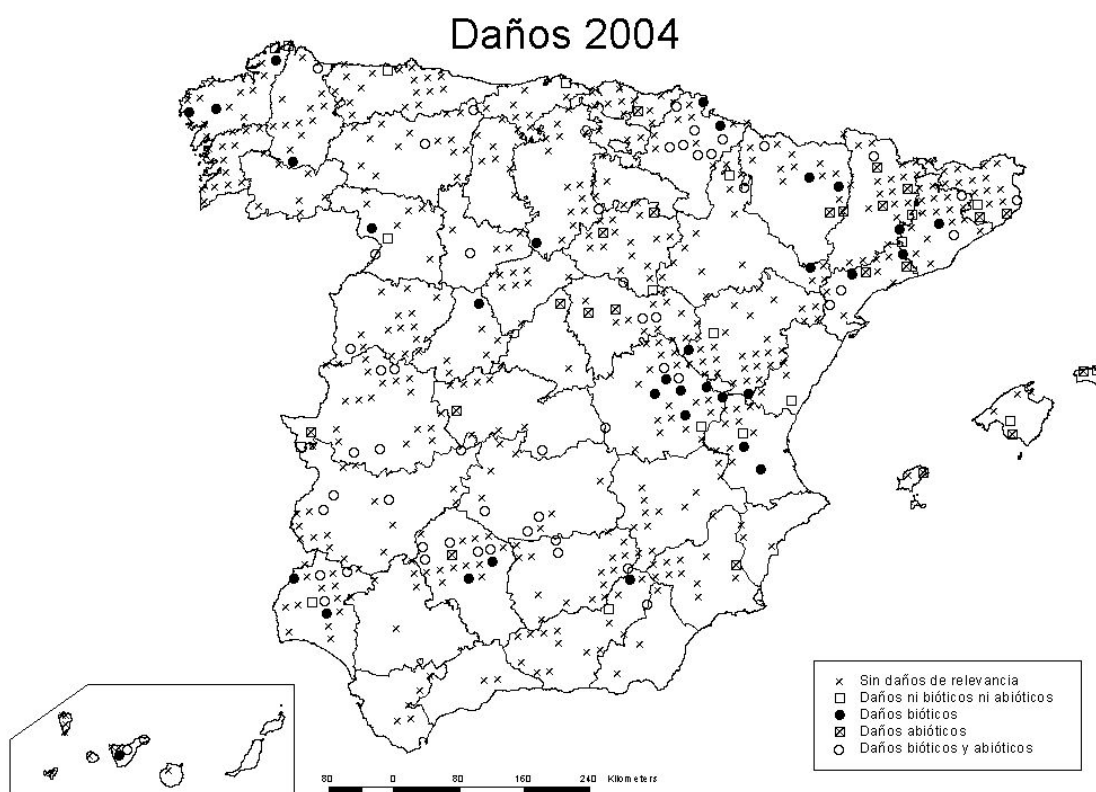 Daños 2004
Sin daños de relevancia
Daños ni bióticos ni abióticos
Daños bióticos
Daños abióticos
Daños bióticos y abióticos
80 0 80 160 240 Kilometers